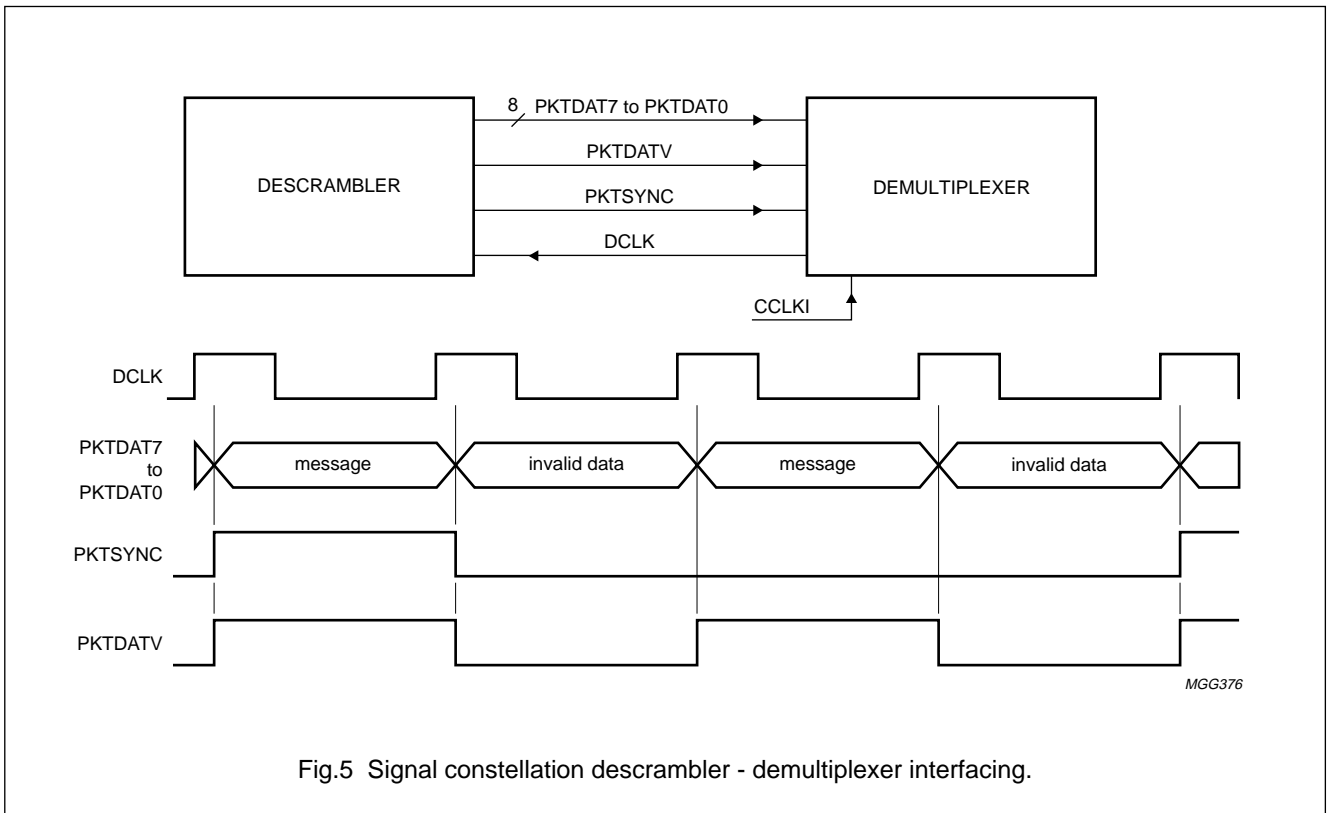 8 PKTDAT7 to PKTDAT0
PKTDATV
DESCRAMBLER
DEMULTIPLEXER
PKTSYNC
DCLK
CCLKI
DCLK
PKTDAT7
to
PKTDAT0
message
invalid data
message
invalid data
PKTSYNC
PKTDATV
MGG376
Fig.5 Signal constellation descrambler - demultiplexer interfacing.